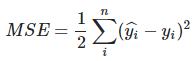 $MSE = \frac{1}{2} \sum_{i}^{n} (\widehat{y_i} - y_i)^2$